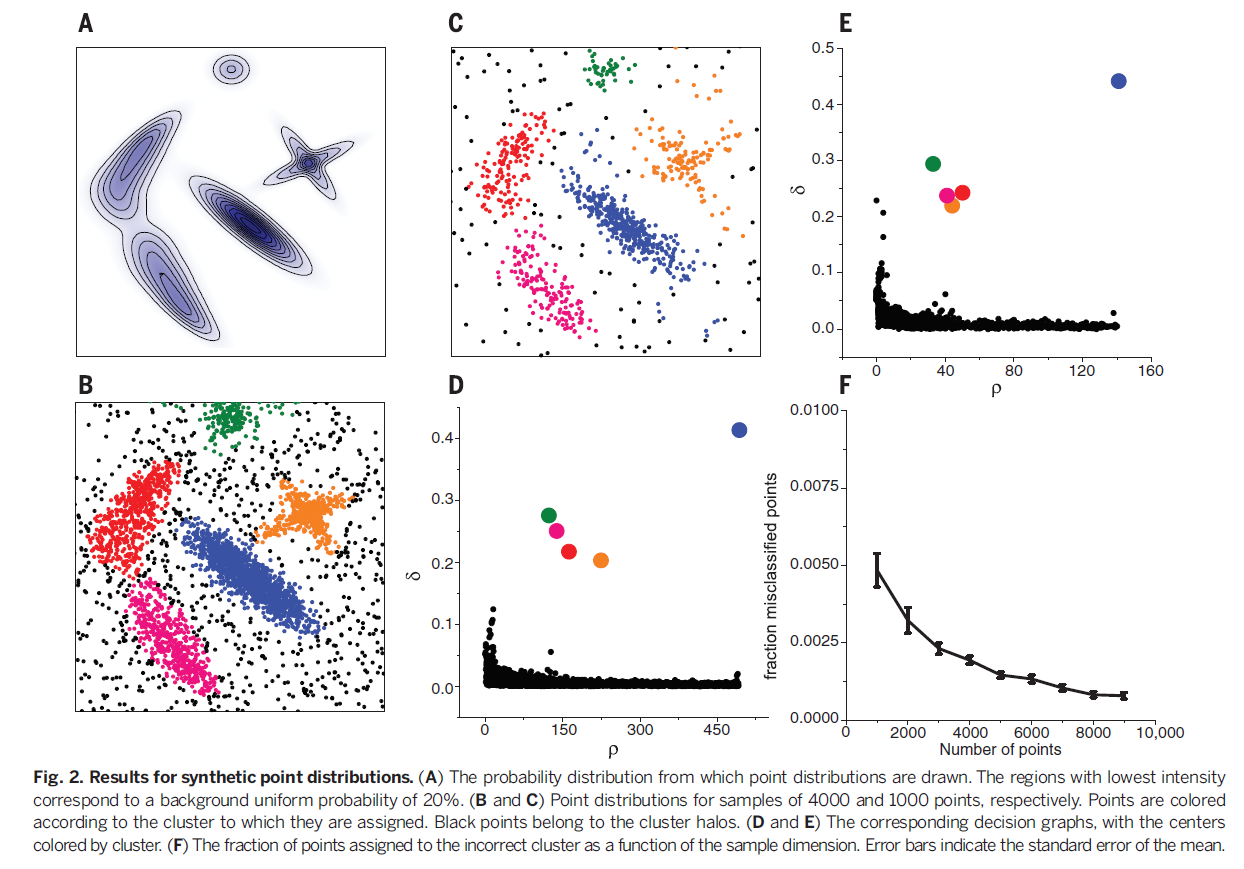 A
C
E
0.5
0.4
0.3
δ
0.2
0.1
0.0
0 40 80 120 160
ρ
B
D
F
0.4
0.3
0.2
δ
0.1
0.0
0 150 300 450
ρ
0.0100
0.0075
0.0050
0.0025
0.0000
fraction misclassified points
0 2000 4000 6000 8000 10,000
Number of points
Fig. 2. Results for synthetic point distributions. (A) The probability distribution from which point distributions are drawn. The regions with lowest intensity
correspond to a background uniform probability of 20%. (B and C) Point distributions for samples of 4000 and 1000 points, respectively. Points are colored
according to the cluster to which they are assigned. Black points belong to the cluster halos. (D and E) The corresponding decision graphs, with the centers
colored by cluster. (F) The fraction of points assigned to the incorrect cluster as a function of the sample dimension. Error bars indicate the standard error of the mean.